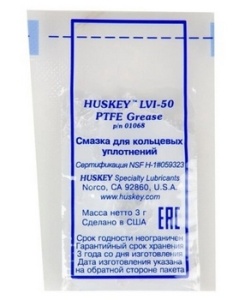 HUSKEY™ LVI-50
PTFE Grease
p/n 01068
Смазка для кольцевых
уплотнений
Сертификация NSF H-1#059323
HUSKEY Specialty Lubricants
Norco, CA 92860, U.S.A.
www.huskey.com
Масса нетто 3 г
Сделано в США
EAC
Срок годности неограничен
Гарантийный срок хранения
3 года со дня изготовления
Дата изготовления указана
на обратной стороне пакета